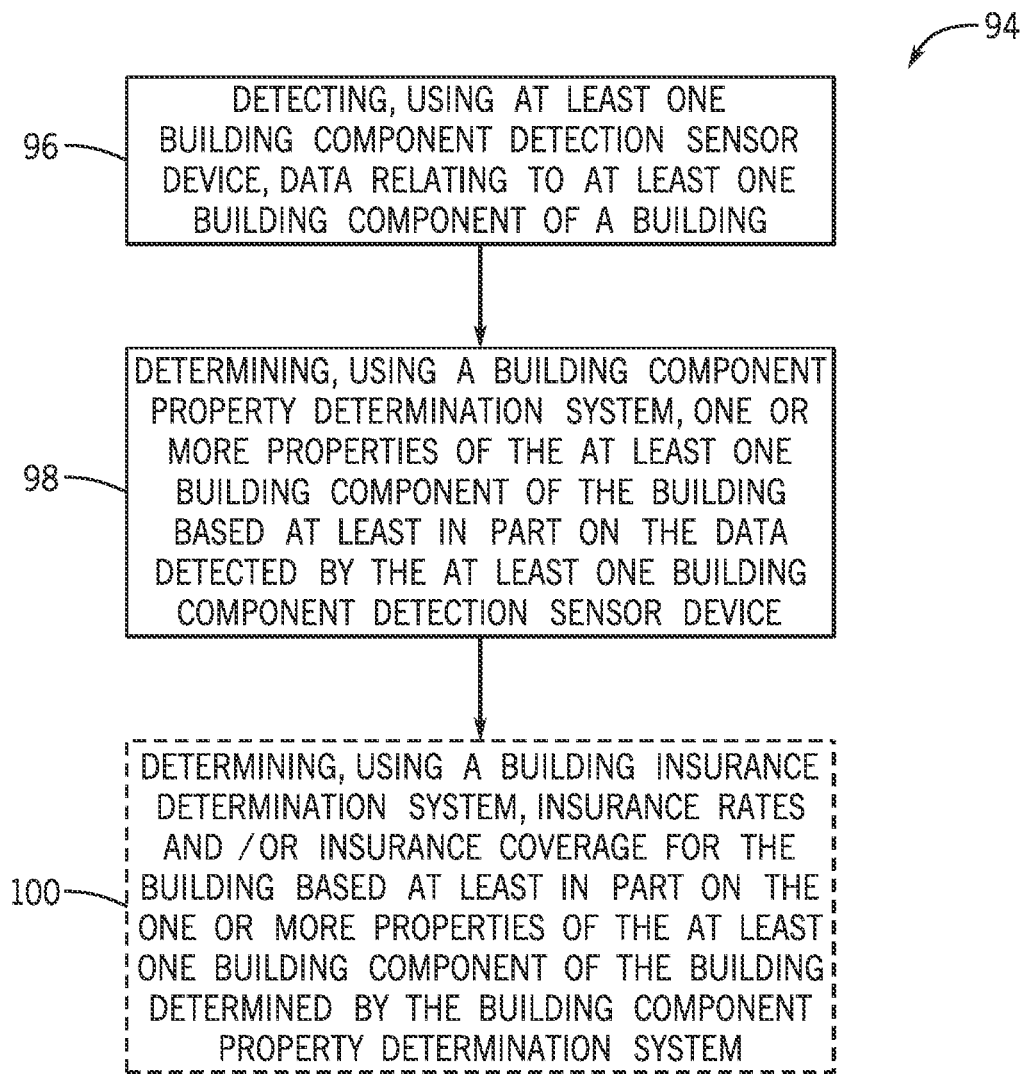 94
96
DETECTING, USING AT LEAST ONE
BUILDING COMPONENT DETECTION SENSOR
DEVICE, DATA RELATING TO AT LEAST ONE
BUILDING COMPONENT OF A BUILDING
98
DETERMINING, USING A BUILDING COMPONENT
PROPERTY DETERMINATION SYSTEM, ONE OR
MORE PROPERTIES OF THE AT LEAST ONE
BUILDING COMPONENT OF THE BUILDING
BASED AT LEAST IN PART ON THE DATA
DETECTED BY THE AT LEAST ONE BUILDING
COMPONENT DETECTION SENSOR DEVICE
100
DETERMINING, USING A BUILDING INSURANCE
DETERMINATION SYSTEM, INSURANCE RATES
AND /OR INSURANCE COVERAGE FOR THE
BUILDING BASED AT LEAST IN PART ON THE
ONE OR MORE PROPERTIES OF THE AT LEAST
ONE BUILDING COMPONENT OF THE BUILDING
DETERMINED BY THE BUILDING COMPONENT
PROPERTY DETERMINATION SYSTEM